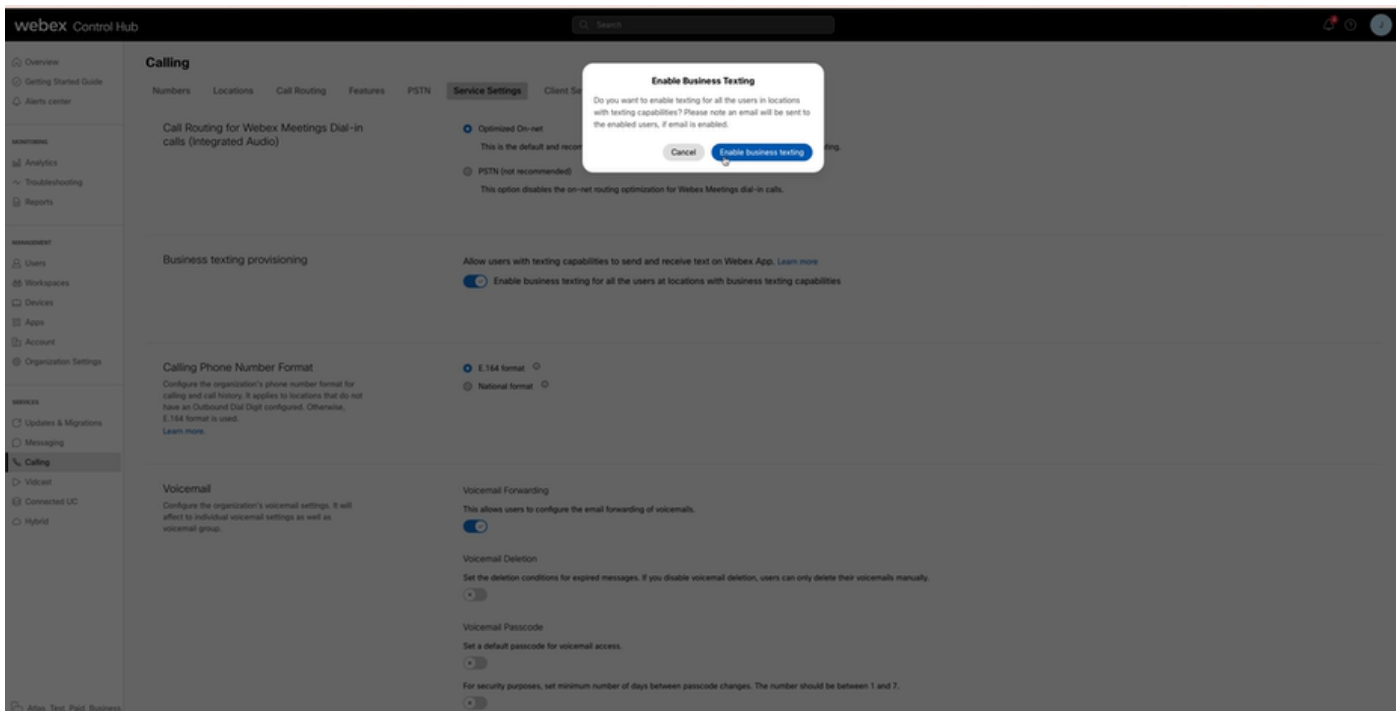 webex Control Hub
Search
J
Overview
Getting Started Guide
Alerts center
MONITORING
Analytics
Troubleshooting
Reports
MANAGEMENT
Users
Workspaces
Devices
Apps
Account
Organization Settings
SERVICES
Updates & Migrations
Messaging
Calling
Vidcast
Connected UC
Hybrid
Atlas_Test_Paid_Business
Calling
Numbers Locations Call Routing Features PSTN Service Settings Client Se
Call Routing for Webex Meetings Dial-in
calls (Integrated Audio)
Optimized On-net
This is the default and recom
PSTN (not recommended)
This option disables the on-net routing optimization for Webex Meetings dial-in calls.
Enable Business Texting
Do you want to enable texting for all the users in locations
with texting capabilities? Please note an email will be sent to
the enabled users, if email is enabled.
Cancel Enable business texting
Business texting provisioning
Allow users with texting capabilities to send and receive text on Webex App. Learn more
Enable business texting for all the users at locations with business texting capabilities
Calling Phone Number Format
Configure the organization's phone number format for
calling and call history. It applies to locations that do not
have an Outbound Dial Digit configured. Otherwise,
E.164 format is used.
Learn more.
E.164 format
National format
Voicemail
Configure the organization's voicemail settings. It will
affect to individual voicemail settings as well as
voicemail group.
Voicemail Forwarding
This allows users to configure the email forwarding of voicemails.
Voicemail Deletion
Set the deletion conditions for expired messages. If you disable voicemail deletion, users can only delete their voicemails manually.
Voicemail Passcode
Set a default passcode for voicemail access.
For security purposes, set minimum number of days between passcode changes. The number should be between 1 and 7.